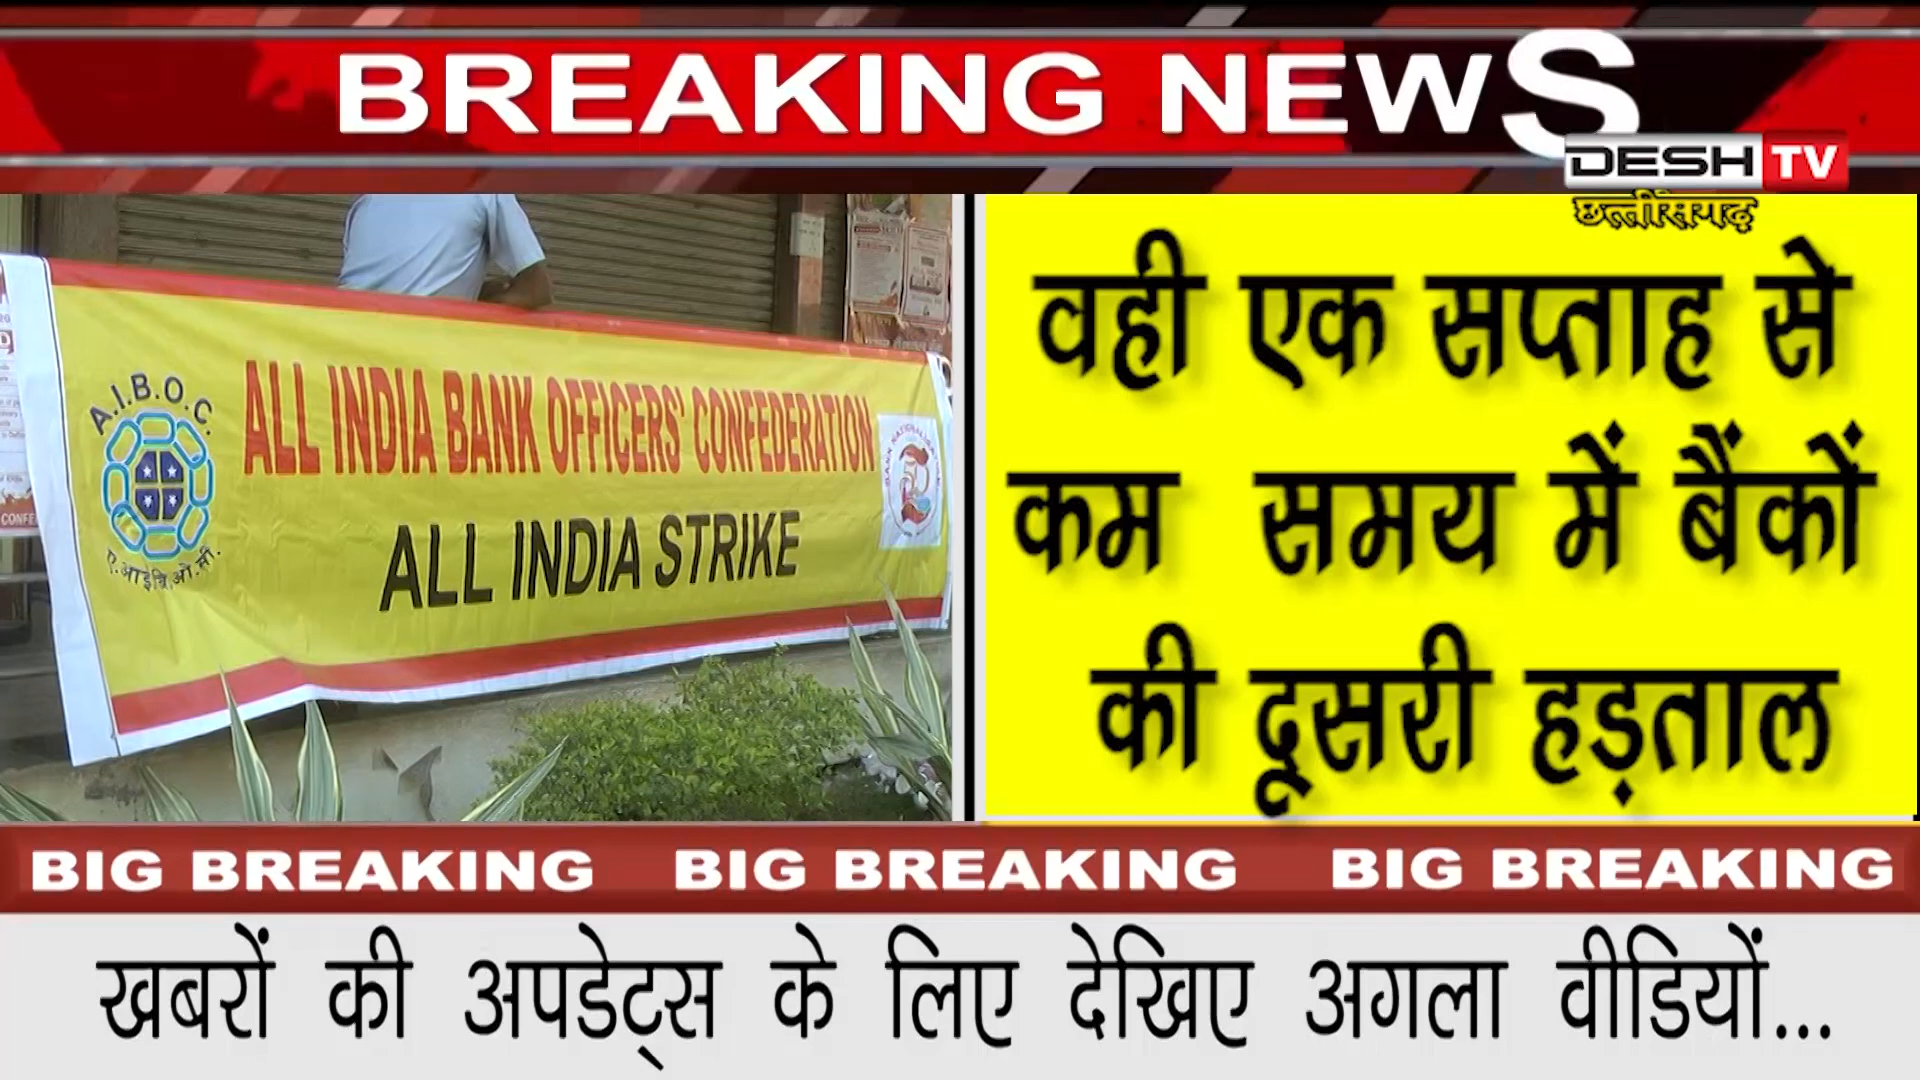 BREAKING NEWS
DESH TV
छत्तीसगढ़
वही एक सप्ताह से
कम समय में बैंकों
की दूसरी हड़ताल
A.I.B.O.C.
ए.आई.बि.ओ.सी.
ALL INDIA BANK OFFICERS' CONFEDERATION
ALL INDIA STRIKE
BIG BREAKING BIG BREAKING BIG BREAKING
खबरों की अपडेट्स के लिए देखिए अगला वीडियों...